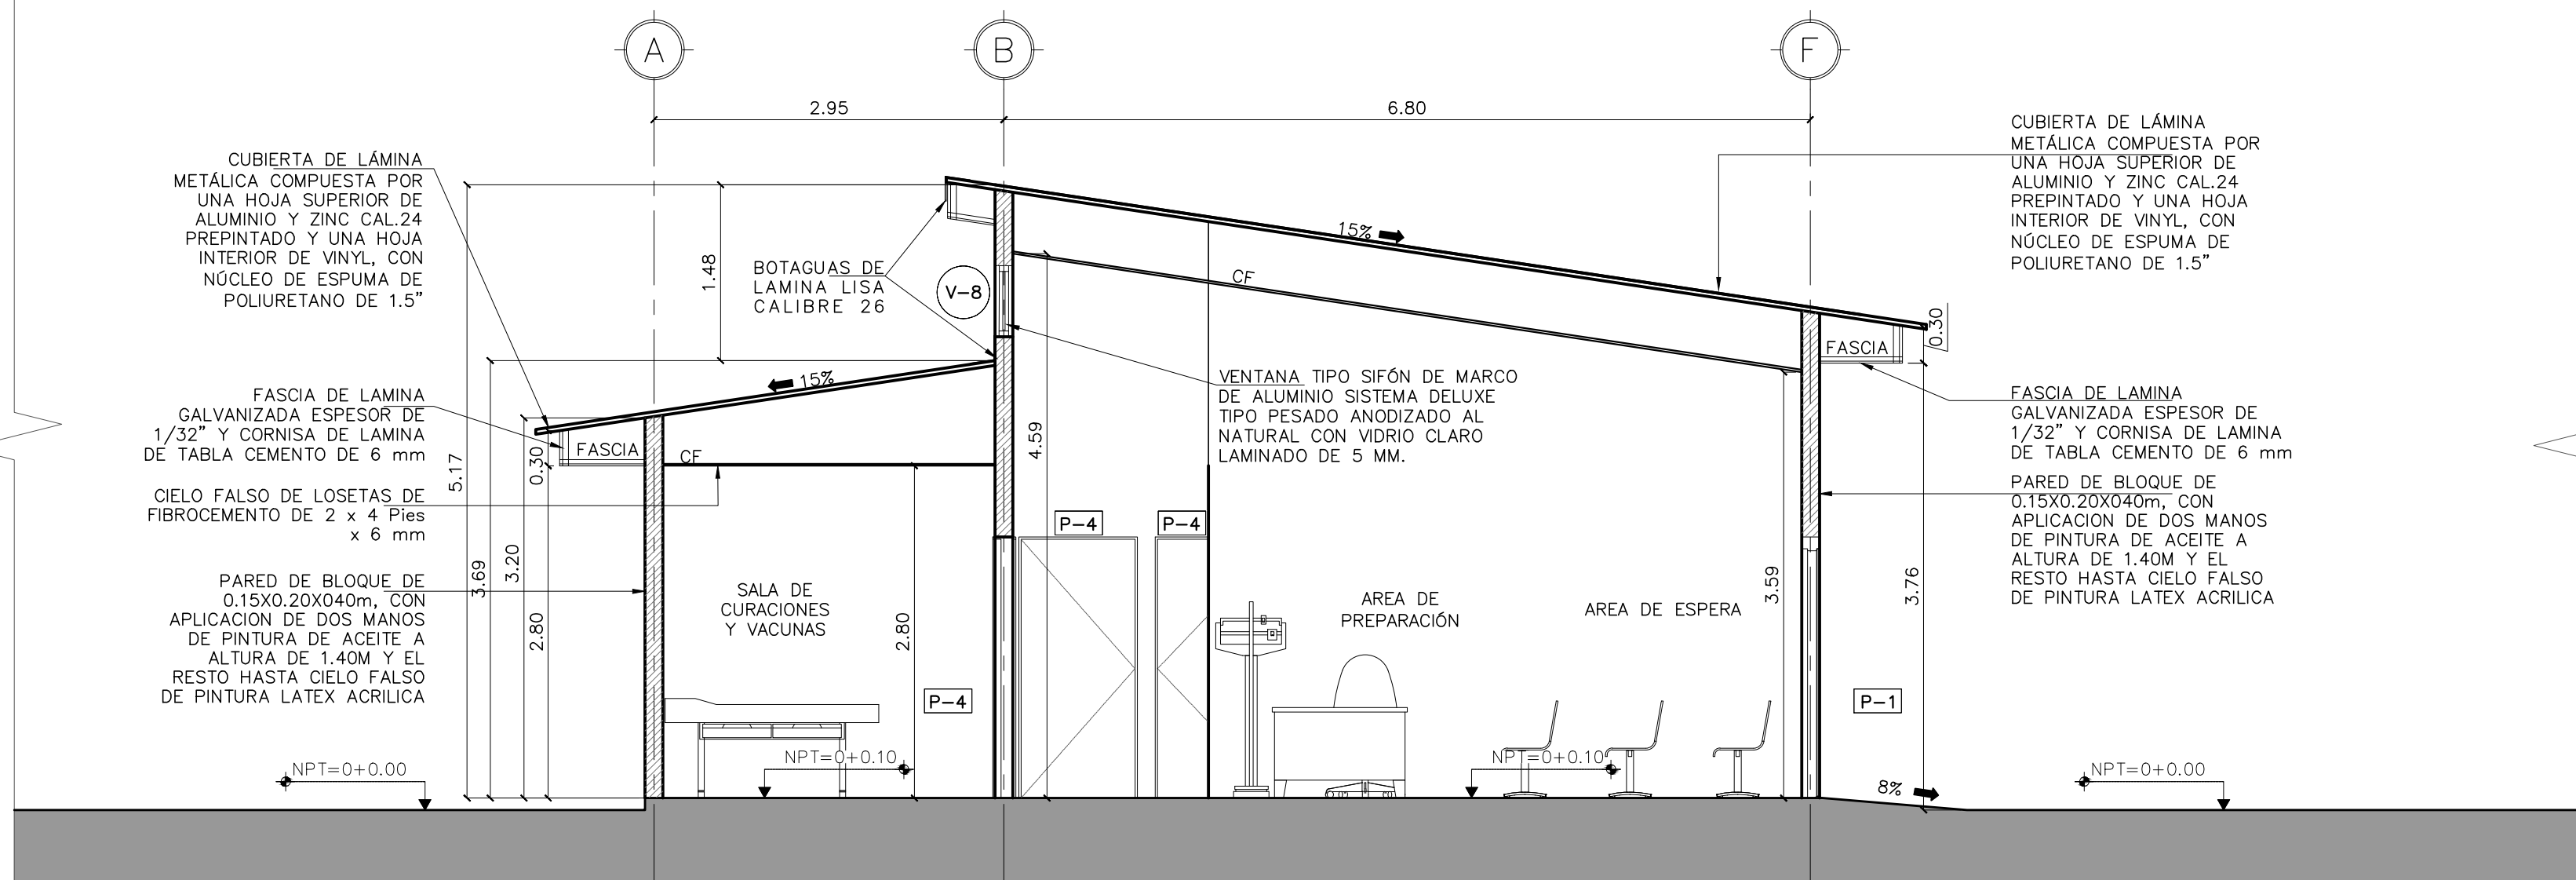 A
B
F
2.95
6.80
CUBIERTA DE LÁMINA
METÁLICA COMPUESTA POR
UNA HOJA SUPERIOR DE
ALUMINIO Y ZINC CAL.24
PREPINTADO Y UNA HOJA
INTERIOR DE VINYL, CON
NÚCLEO DE ESPUMA DE
POLIURETANO DE 1.5”
FASCIA DE LAMINA
GALVANIZADA ESPESOR DE
1/32” Y CORNISA DE LAMINA
DE TABLA CEMENTO DE 6 mm
CIELO FALSO DE LOSETAS DE
FIBROCEMENTO DE 2 x 4 Pies
x 6 mm
PARED DE BLOQUE DE
0.15X0.20X040m, CON
APLICACION DE DOS MANOS
DE PINTURA DE ACEITE A
ALTURA DE 1.40M Y EL
RESTO HASTA CIELO FALSO
DE PINTURA LATEX ACRILICA
NPT=0+0.00
5.17
3.69
3.20
0.30
2.80
1.48
BOTAGUAS DE
LAMINA LISA
CALIBRE 26
V-8
15%
FASCIA
CF
SALA DE
CURACIONES
Y VACUNAS
2.80
P-4
NPT=0+0.10
15%
CF
4.59
VENTANA TIPO SIFÓN DE MARCO
DE ALUMINIO SISTEMA DELUXE
TIPO PESADO ANODIZADO AL
NATURAL CON VIDRIO CLARO
LAMINADO DE 5 MM.
P-4
P-4
AREA DE
PREPARACIÓN
AREA DE ESPERA
3.59
NPT=0+0.10
FASCIA
0.30
3.76
P-1
8%
CUBIERTA DE LÁMINA
METÁLICA COMPUESTA POR
UNA HOJA SUPERIOR DE
ALUMINIO Y ZINC CAL.24
PREPINTADO Y UNA HOJA
INTERIOR DE VINYL, CON
NÚCLEO DE ESPUMA DE
POLIURETANO DE 1.5”
FASCIA DE LAMINA
GALVANIZADA ESPESOR DE
1/32” Y CORNISA DE LAMINA
DE TABLA CEMENTO DE 6 mm
PARED DE BLOQUE DE
0.15X0.20X040m, CON
APLICACION DE DOS MANOS
DE PINTURA DE ACEITE A
ALTURA DE 1.40M Y EL
RESTO HASTA CIELO FALSO
DE PINTURA LATEX ACRILICA
NPT=0+0.00